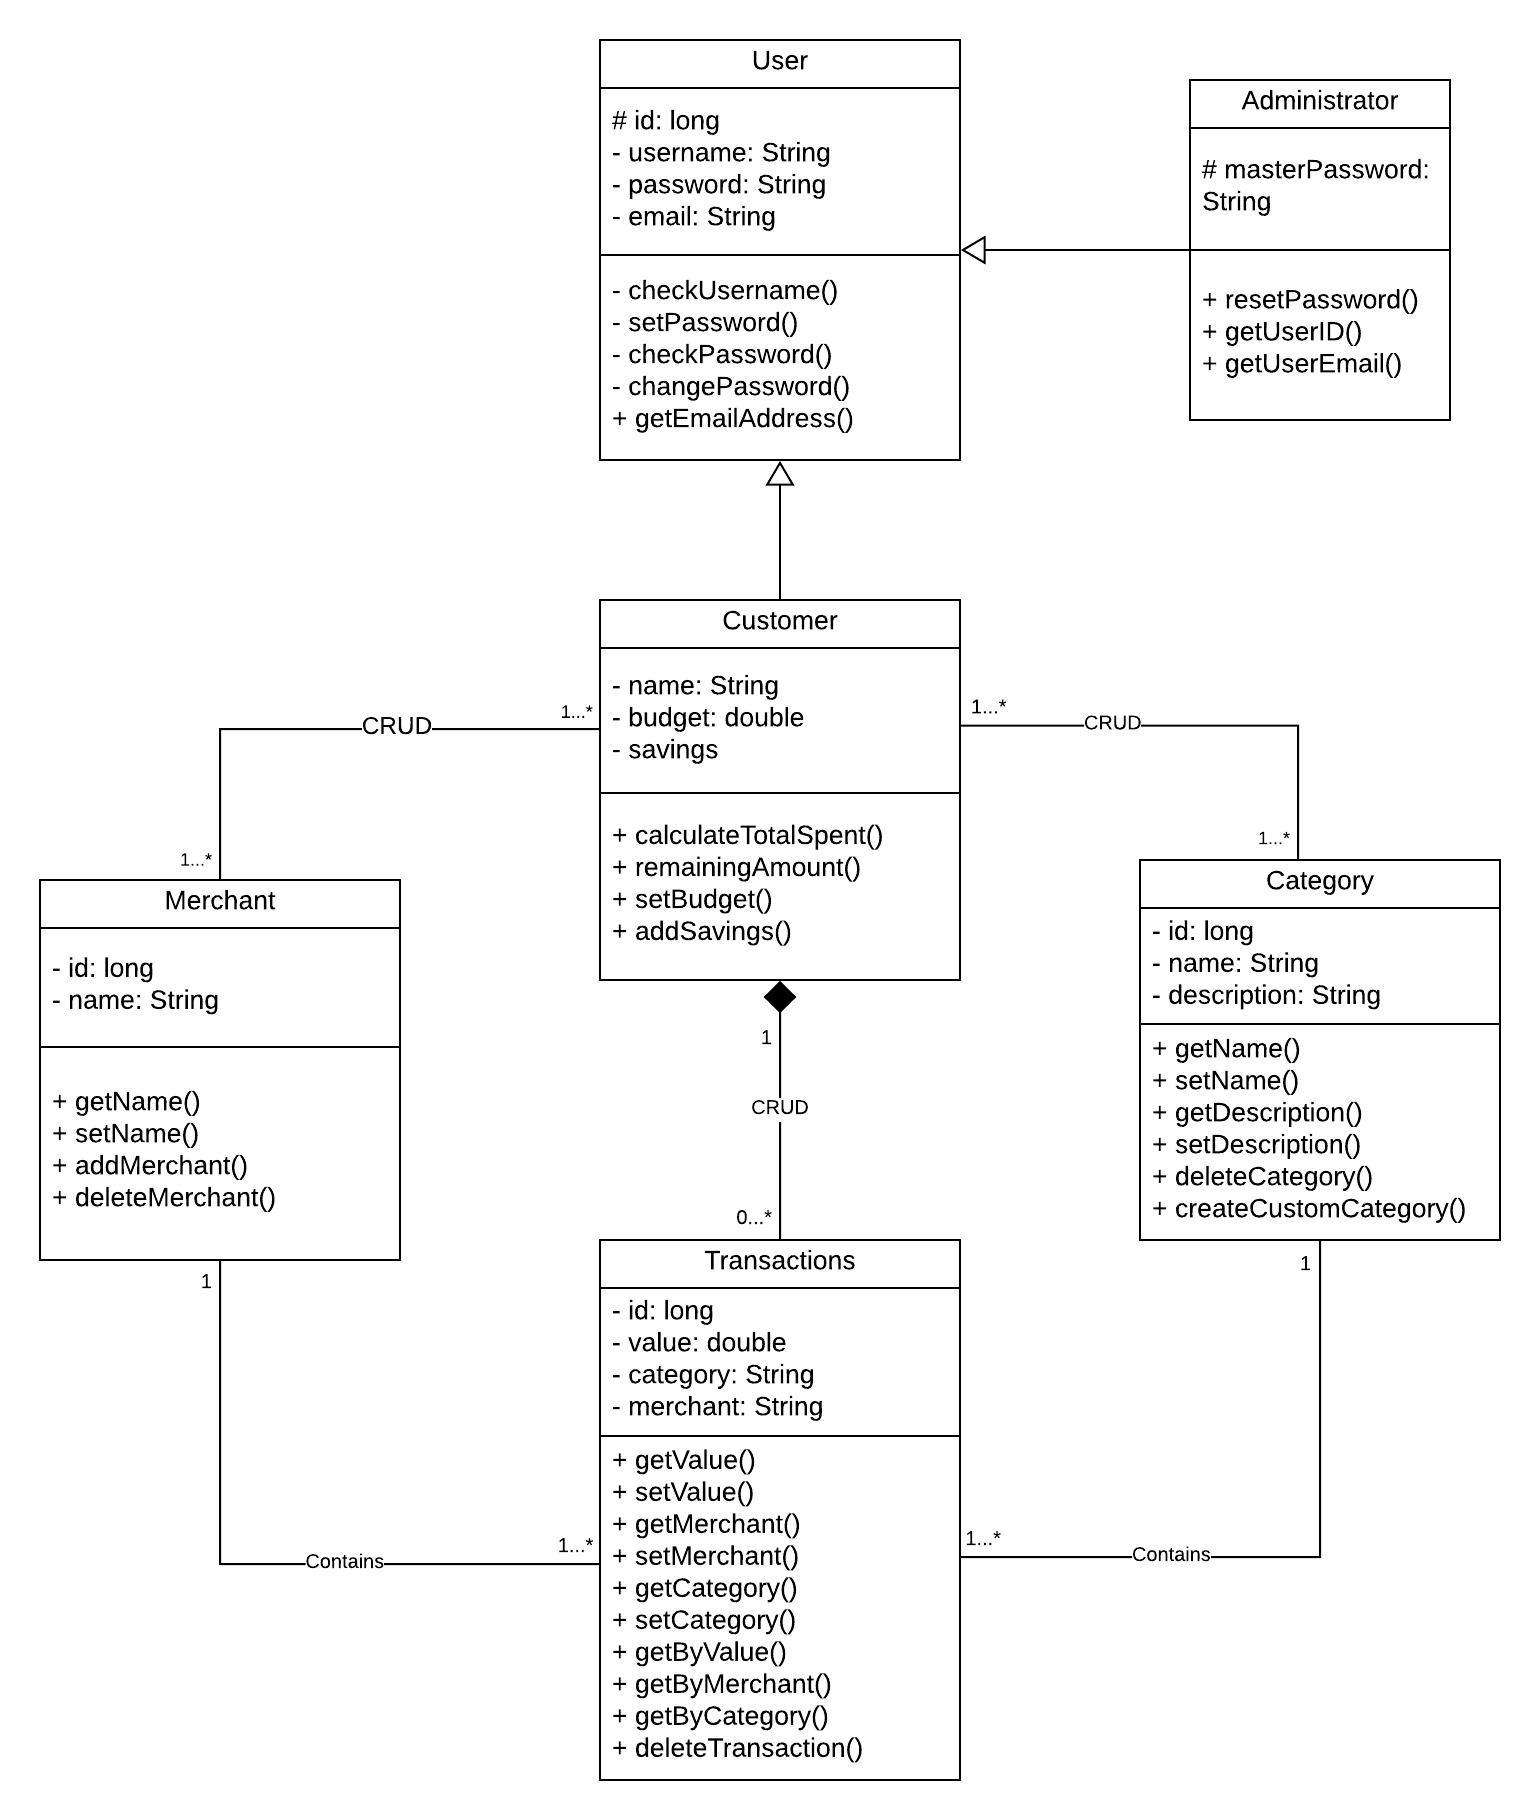 User
# id: long
- username: String
- password: String
- email: String
- checkUsername()
- setPassword()
- checkPassword()
- changePassword()
+ getEmailAddress()
Administrator
# masterPassword:
String
+ resetPassword()
+ getUserID()
+ getUserEmail()
Customer
- name: String
- budget: double
- savings
+ calculateTotalSpent()
+ remainingAmount()
+ setBudget()
+ addSavings()
1...*
CRUD
1...*
1...*
CRUD
1...*
Merchant
- id: long
- name: String
+ getName()
+ setName()
+ addMerchant()
+ deleteMerchant()
Category
- id: long
- name: String
- description: String
+ getName()
+ setName()
+ getDescription()
+ setDescription()
+ deleteCategory()
+ createCustomCategory()
1
CRUD
0...*
Transactions
- id: long
- value: double
- category: String
- merchant: String
+ getValue()
+ setValue()
+ getMerchant()
+ setMerchant()
+ getCategory()
+ setCategory()
+ getByValue()
+ getByMerchant()
+ getByCategory()
+ deleteTransaction()
1
Contains
1...*
1
Contains
1...*